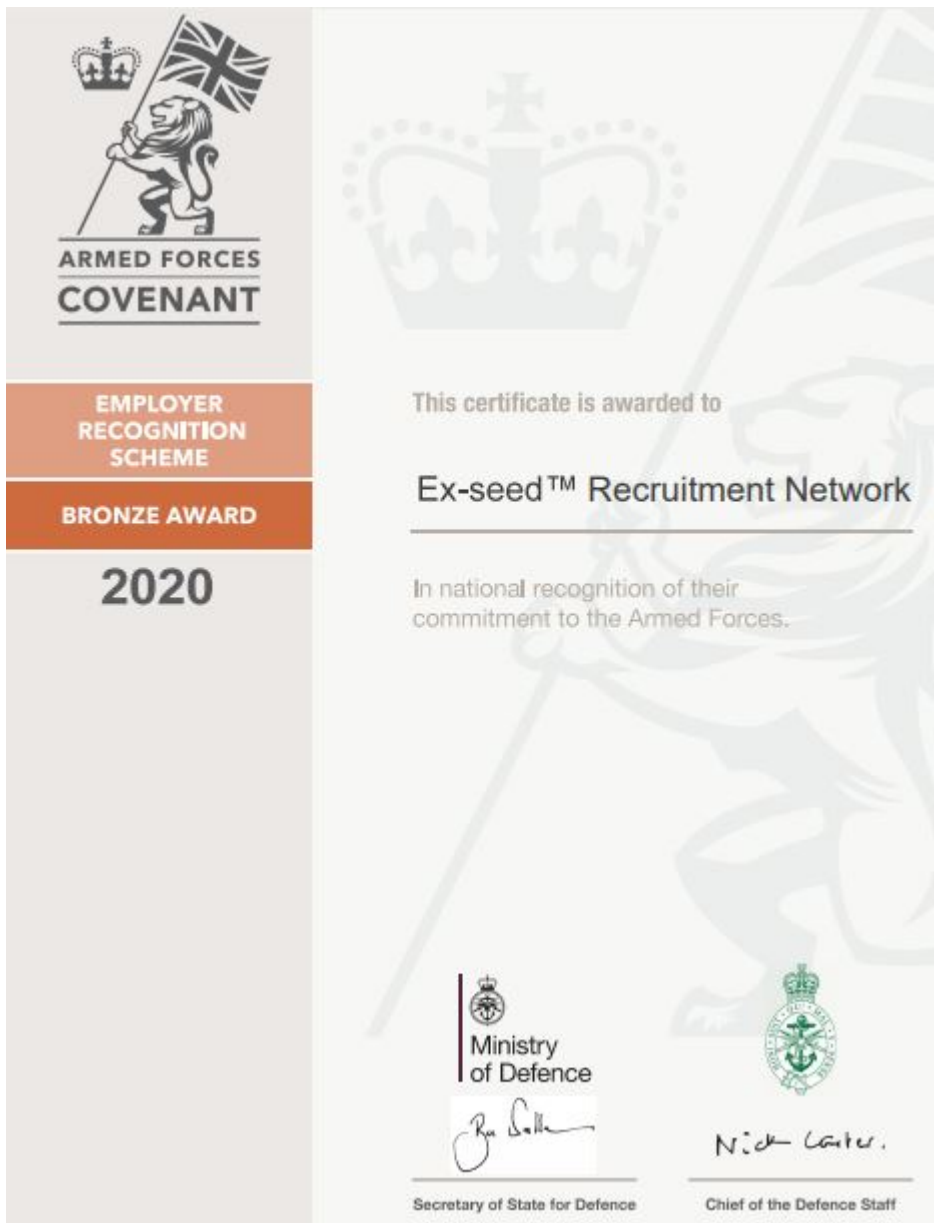 ARMED FORCES
COVENANT
EMPLOYER
RECOGNITION
SCHEME
BRONZE AWARD
2020
This certificate is awarded to
Ex-seed™ Recruitment Network
In national recognition of their
commitment to the Armed Forces.
Ministry
of Defence
Nick Carter.
Secretary of State for Defence
Chief of the Defence Staff